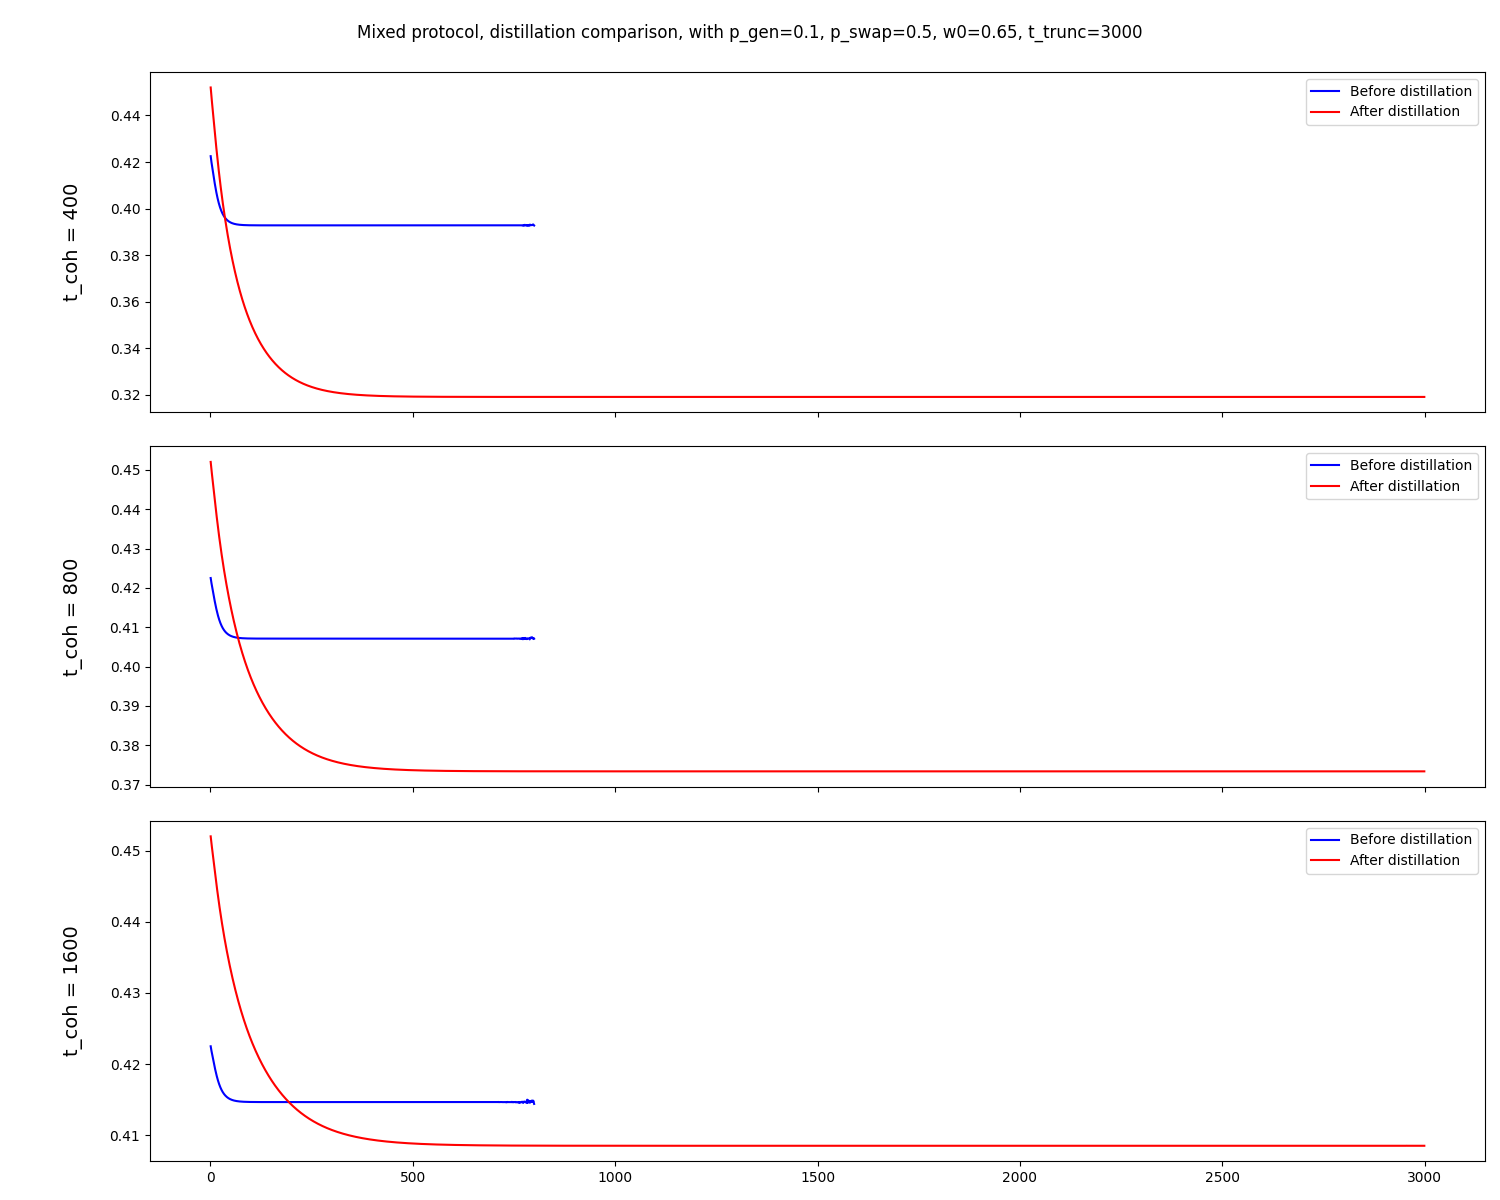 Mixed protocol, distillation comparison, with p_gen=0.1, p_swap=0.5, w0=0.65, t_trunc=3000
t_coh = 400
0.44
0.42
0.40
0.38
0.36
0.34
0.32
Before distillation
After distillation
t_coh = 800
0.45
0.44
0.43
0.42
0.41
0.40
0.39
0.38
0.37
Before distillation
After distillation
t_coh = 1600
0.45
0.44
0.43
0.42
0.41
Before distillation
After distillation
0 500 1000 1500 2000 2500 3000